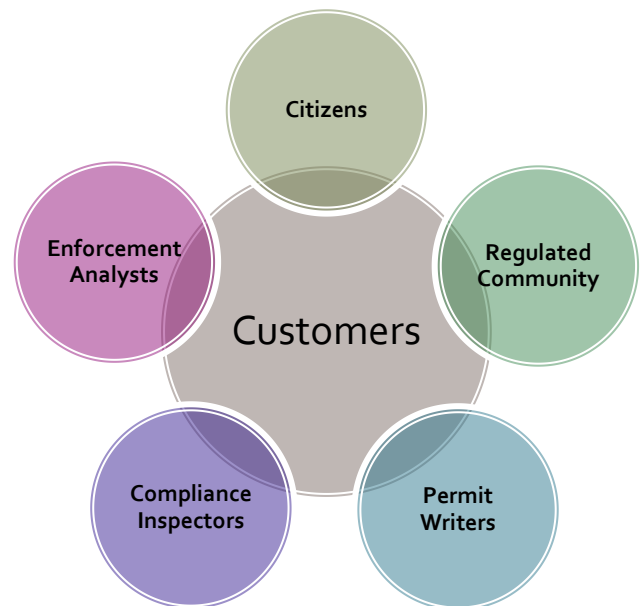 Citizens
Enforcement
Analysts
Regulated
Community
Customers
Compliance
Inspectors
Permit
Writers